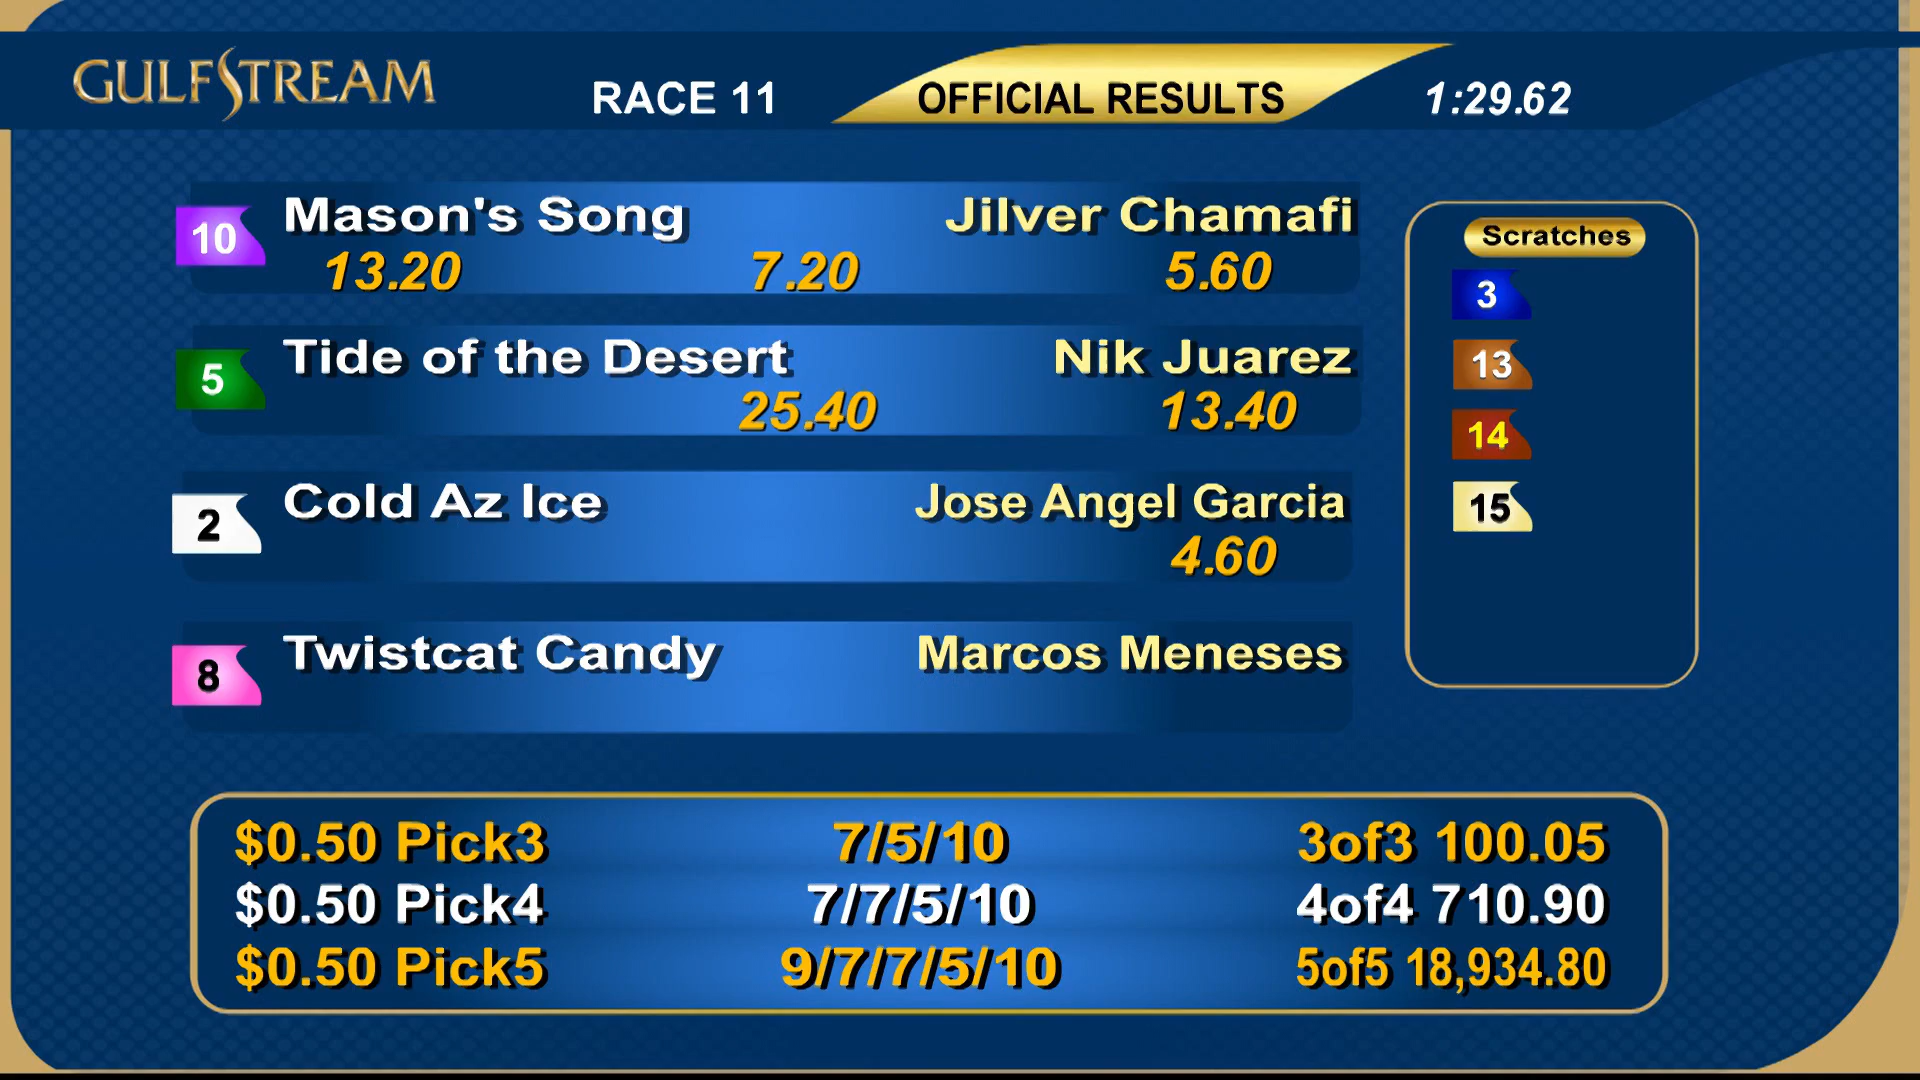 GULFSTREAM RACE 11 OFFICIAL RESULTS 1:29.62
10 Mason's Song Jilver Chamafi
13.20 7.20 5.60
5 Tide of the Desert Nik Juarez
25.40 13.40
2 Cold Az Ice Jose Angel Garcia
4.60
8 Twistcat Candy Marcos Meneses
Scratches
3
13
14
15
$0.50 Pick3 7/5/10 3of3 100.05
$0.50 Pick4 7/7/5/10 4of4 710.90
$0.50 Pick5 9/7/7/5/10 5of5 18,934.80